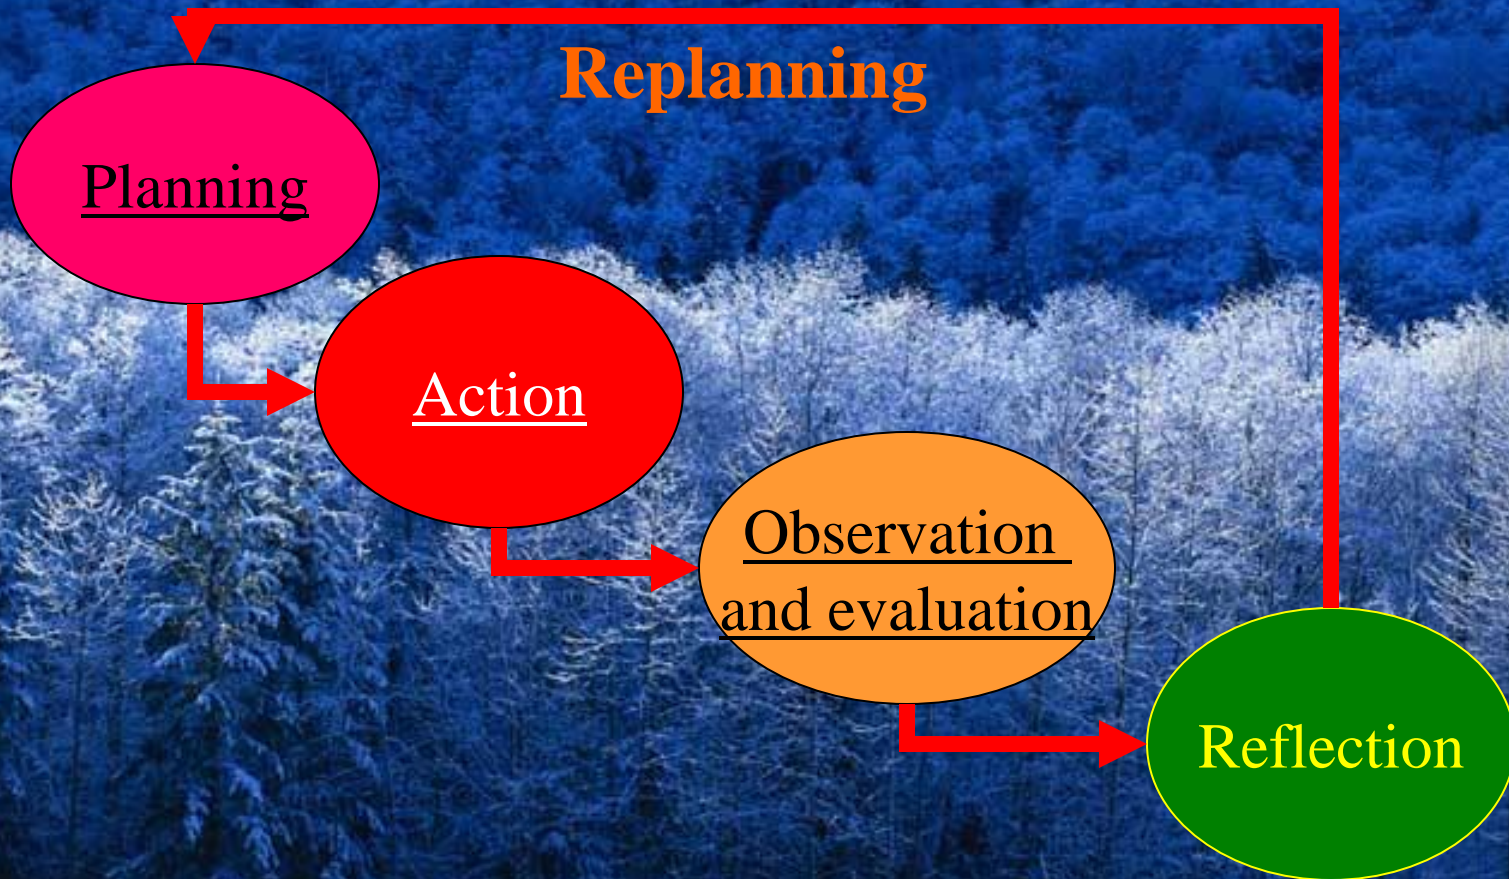 Replanning
Planning
Action
Observation
and evaluation
Reflection